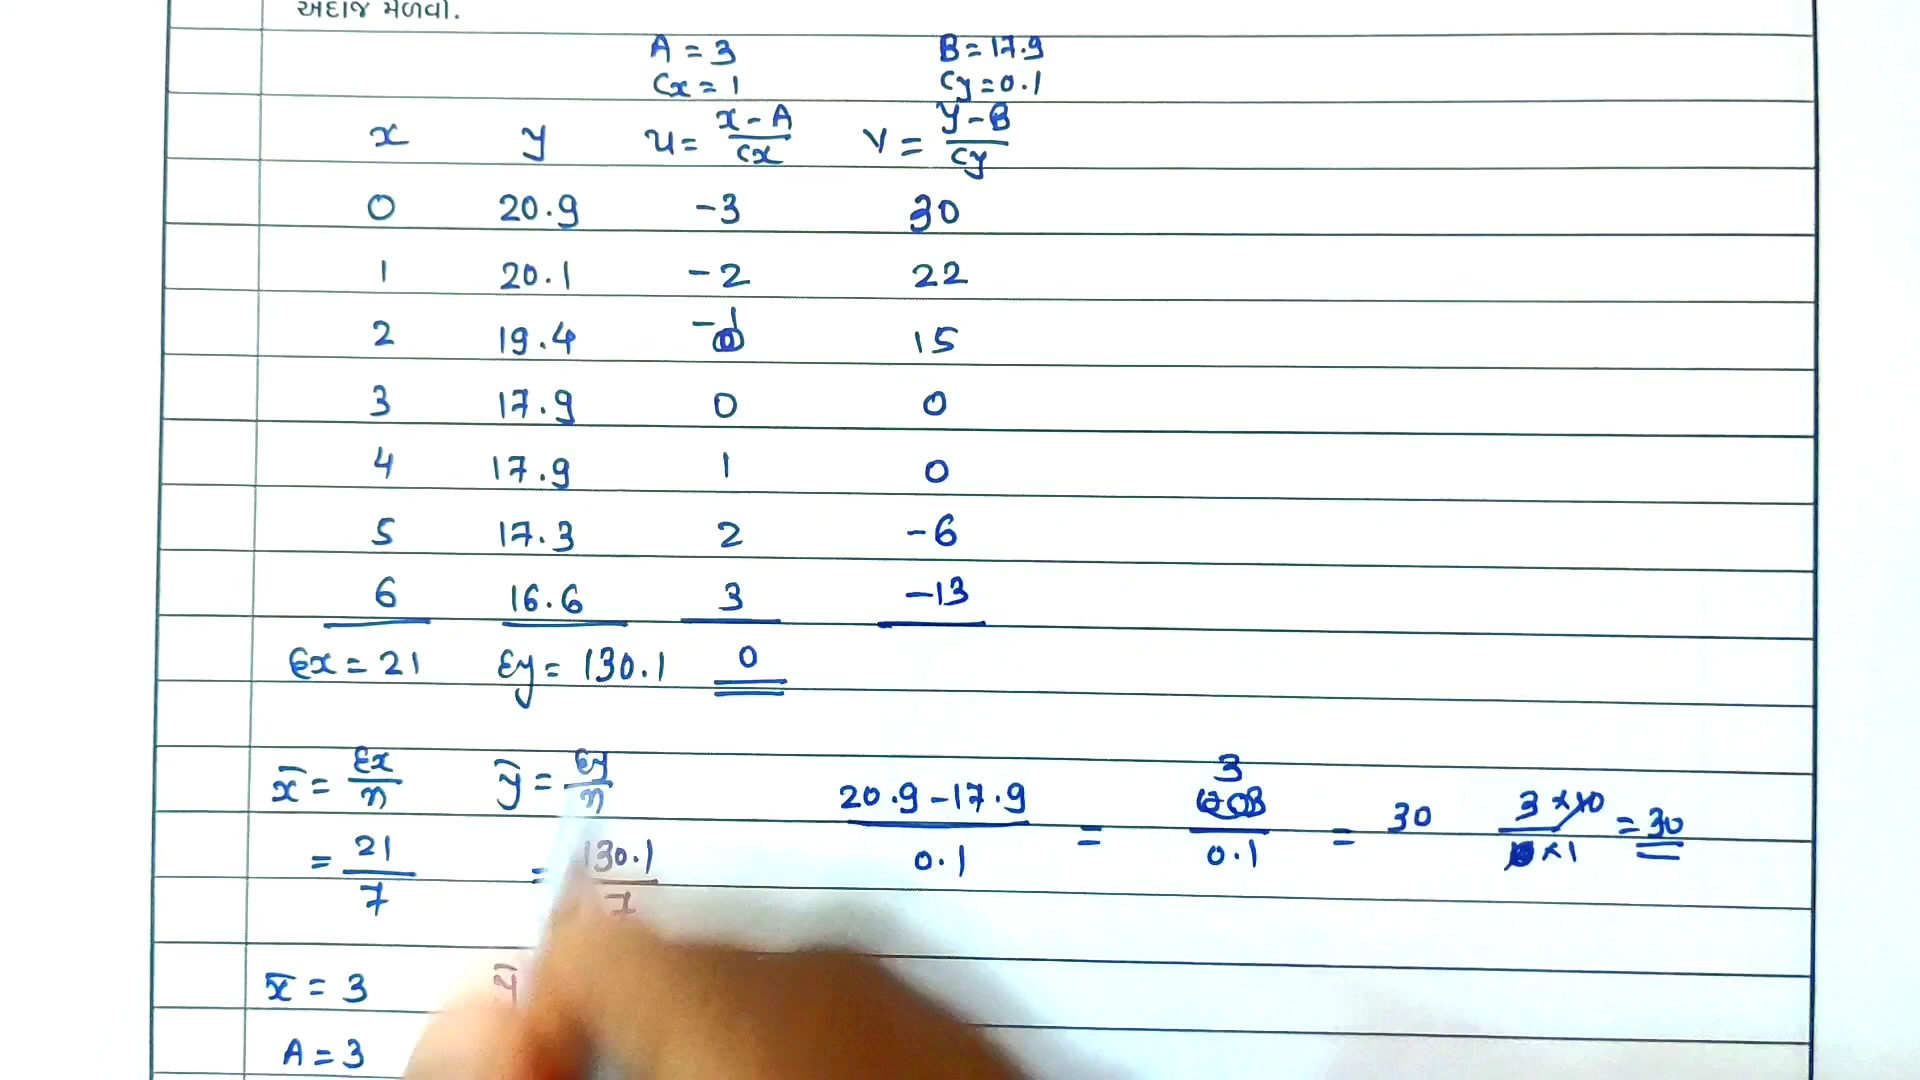 અંદાજ મેળવો.
A = 3 B = 17.9
Cx = 1 Cy = 0.1
x y u = x - A / Cx v = y - B / Cy
0 20.9 -3 30
1 20.1 -2 22
2 19.4 -1 15
3 17.9 0 0
4 17.9 1 0
5 17.3 2 -6
6 16.6 3 -13
Σx = 21 Σy = 130.1 0
x̄ = Σx / n ȳ = Σy / n 20.9 - 17.9 / 0.1 = 3 / 0.1 = 30 3 × 10 / × 1 = 30
= 21 / 7 = 130.1 / 7
x̄ = 3 ȳ
A = 3